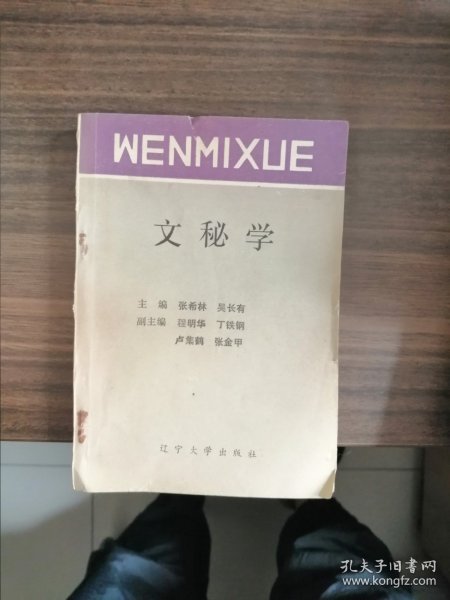 WENMIXUE
文秘学
主编 张希林 吴长有
副主编 程明华 丁铁钢
卢集鹤 张金甲
辽宁大学出版社
孔夫子旧书网
www.kongfz.com